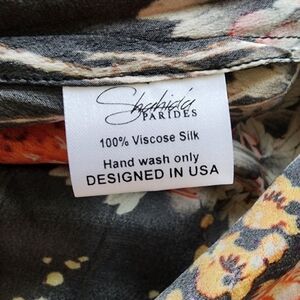 Shahida
PARIDES
100% Viscose Silk
Hand wash only
DESIGNED IN USA